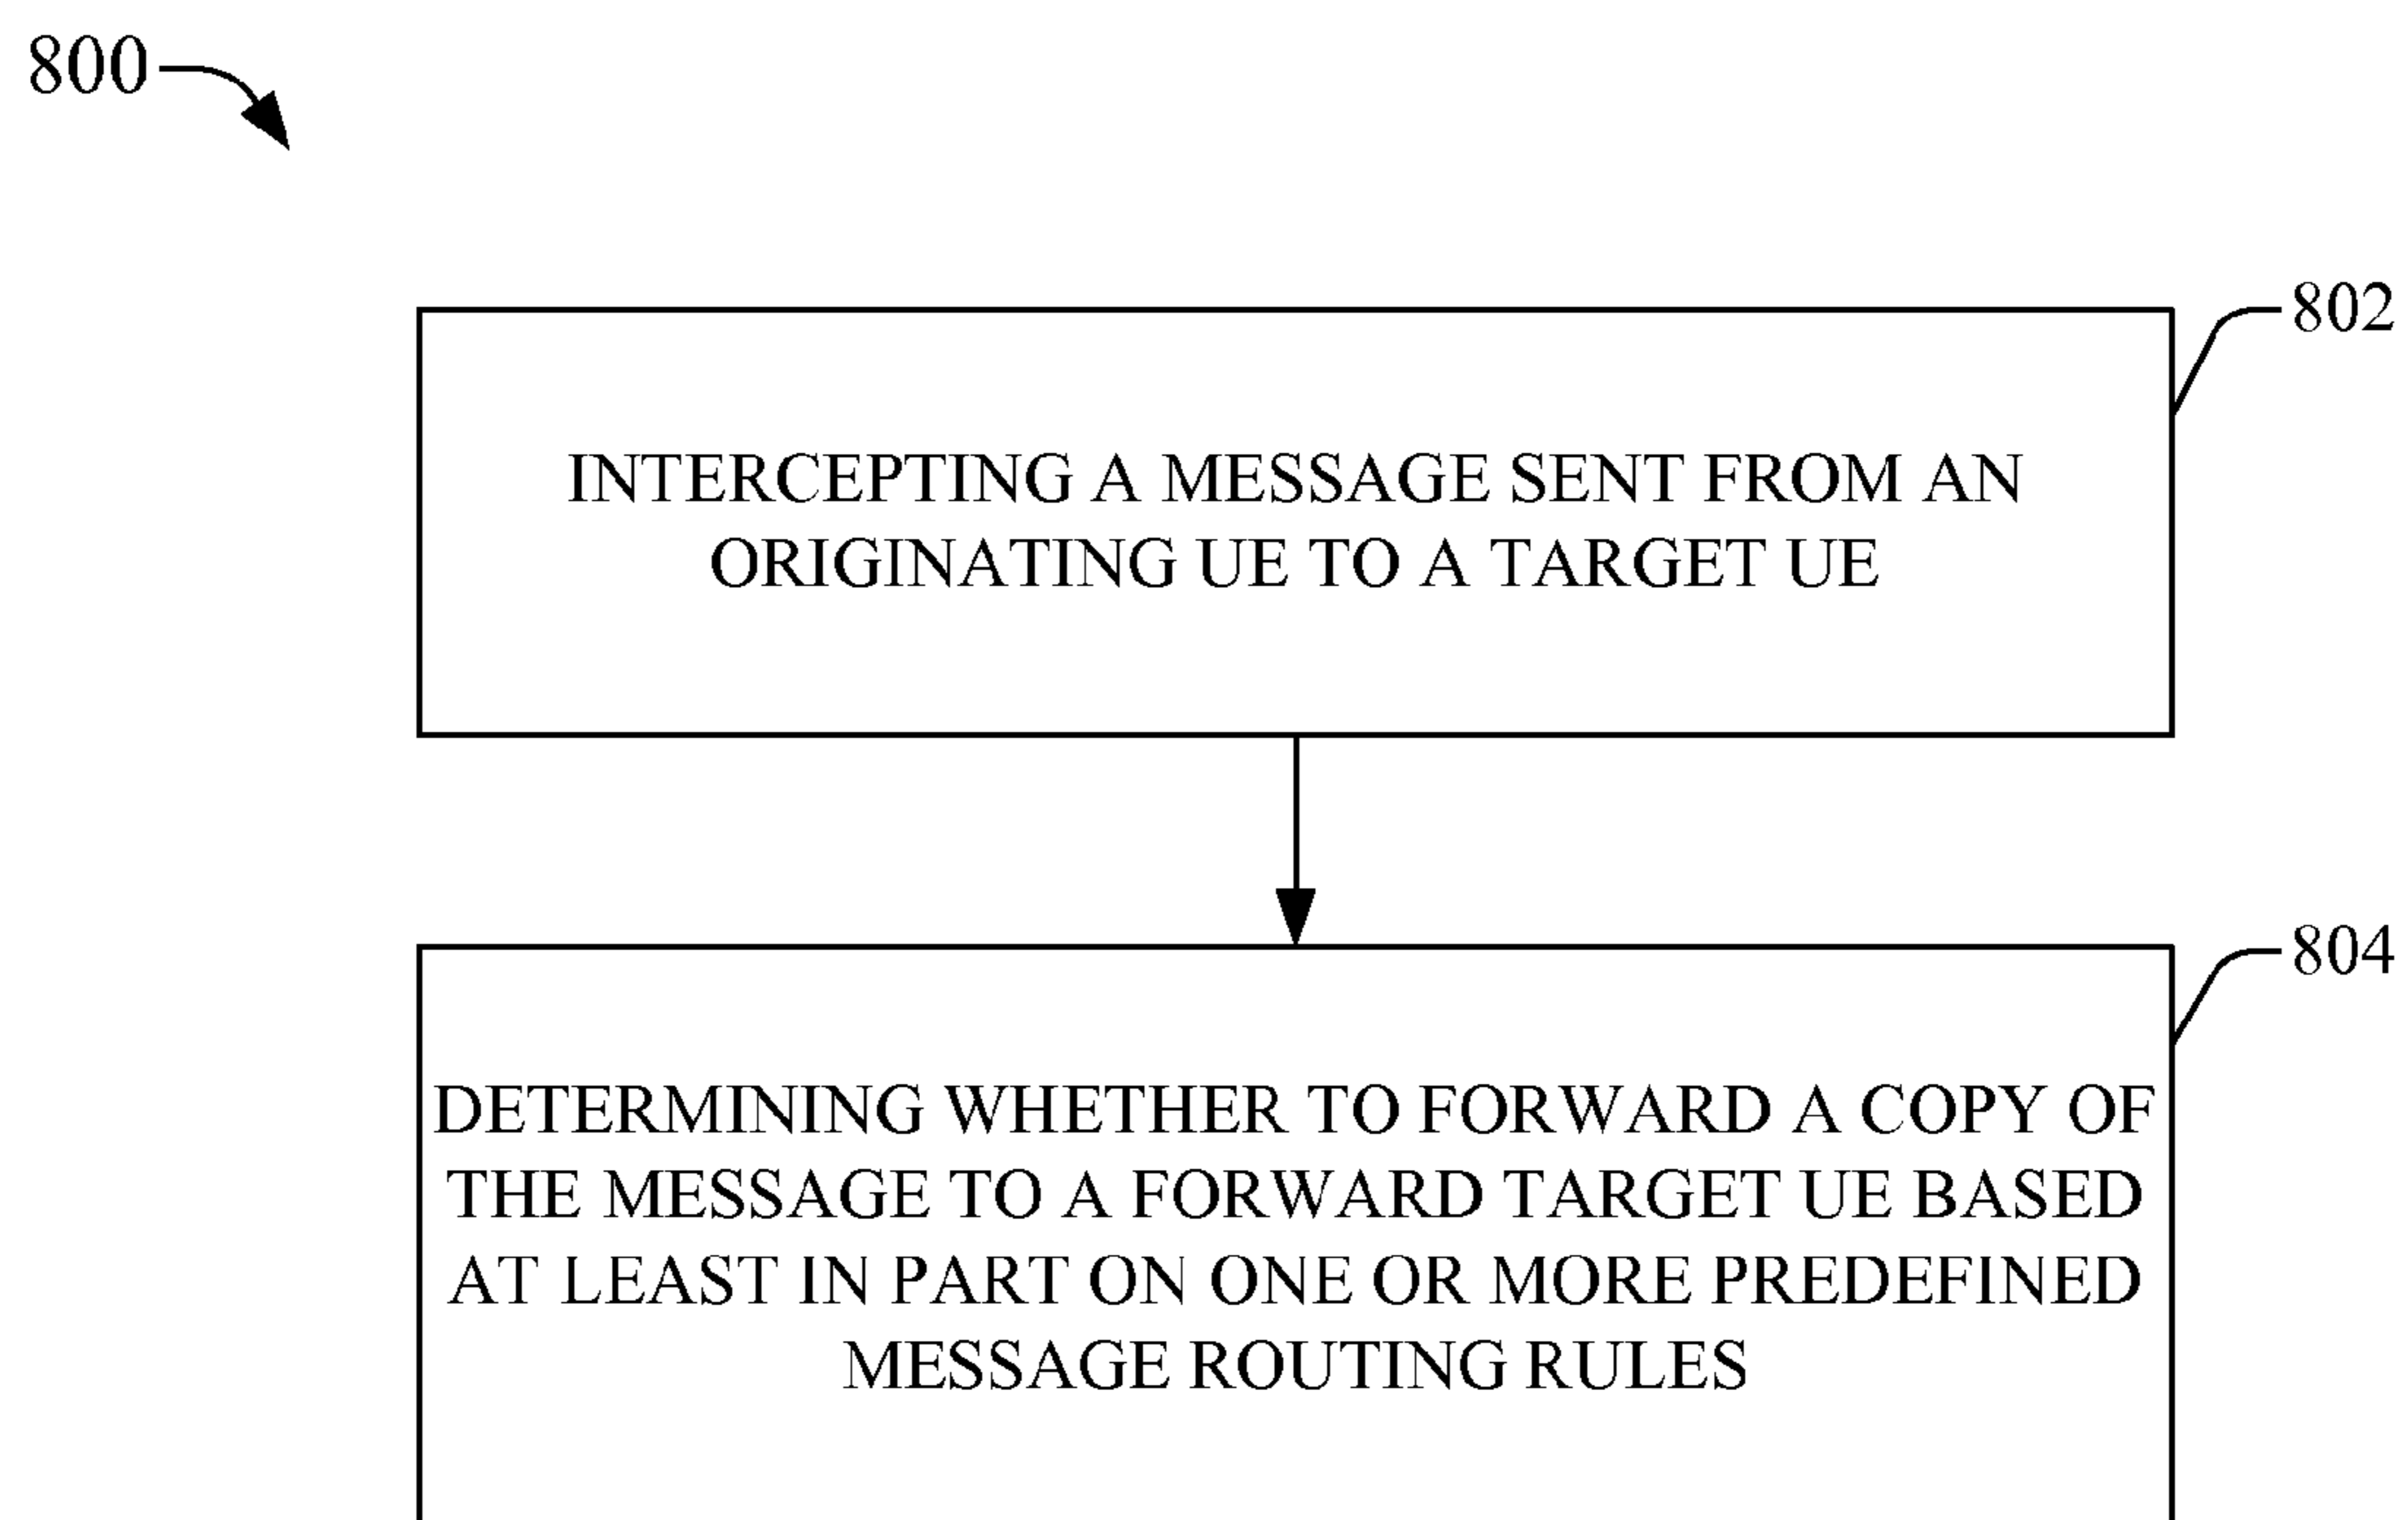 800
802
INTERCEPTING A MESSAGE SENT FROM AN
ORIGINATING UE TO A TARGET UE
804
DETERMINING WHETHER TO FORWARD A COPY OF
THE MESSAGE TO A FORWARD TARGET UE BASED
AT LEAST IN PART ON ONE OR MORE PREDEFINED
MESSAGE ROUTING RULES